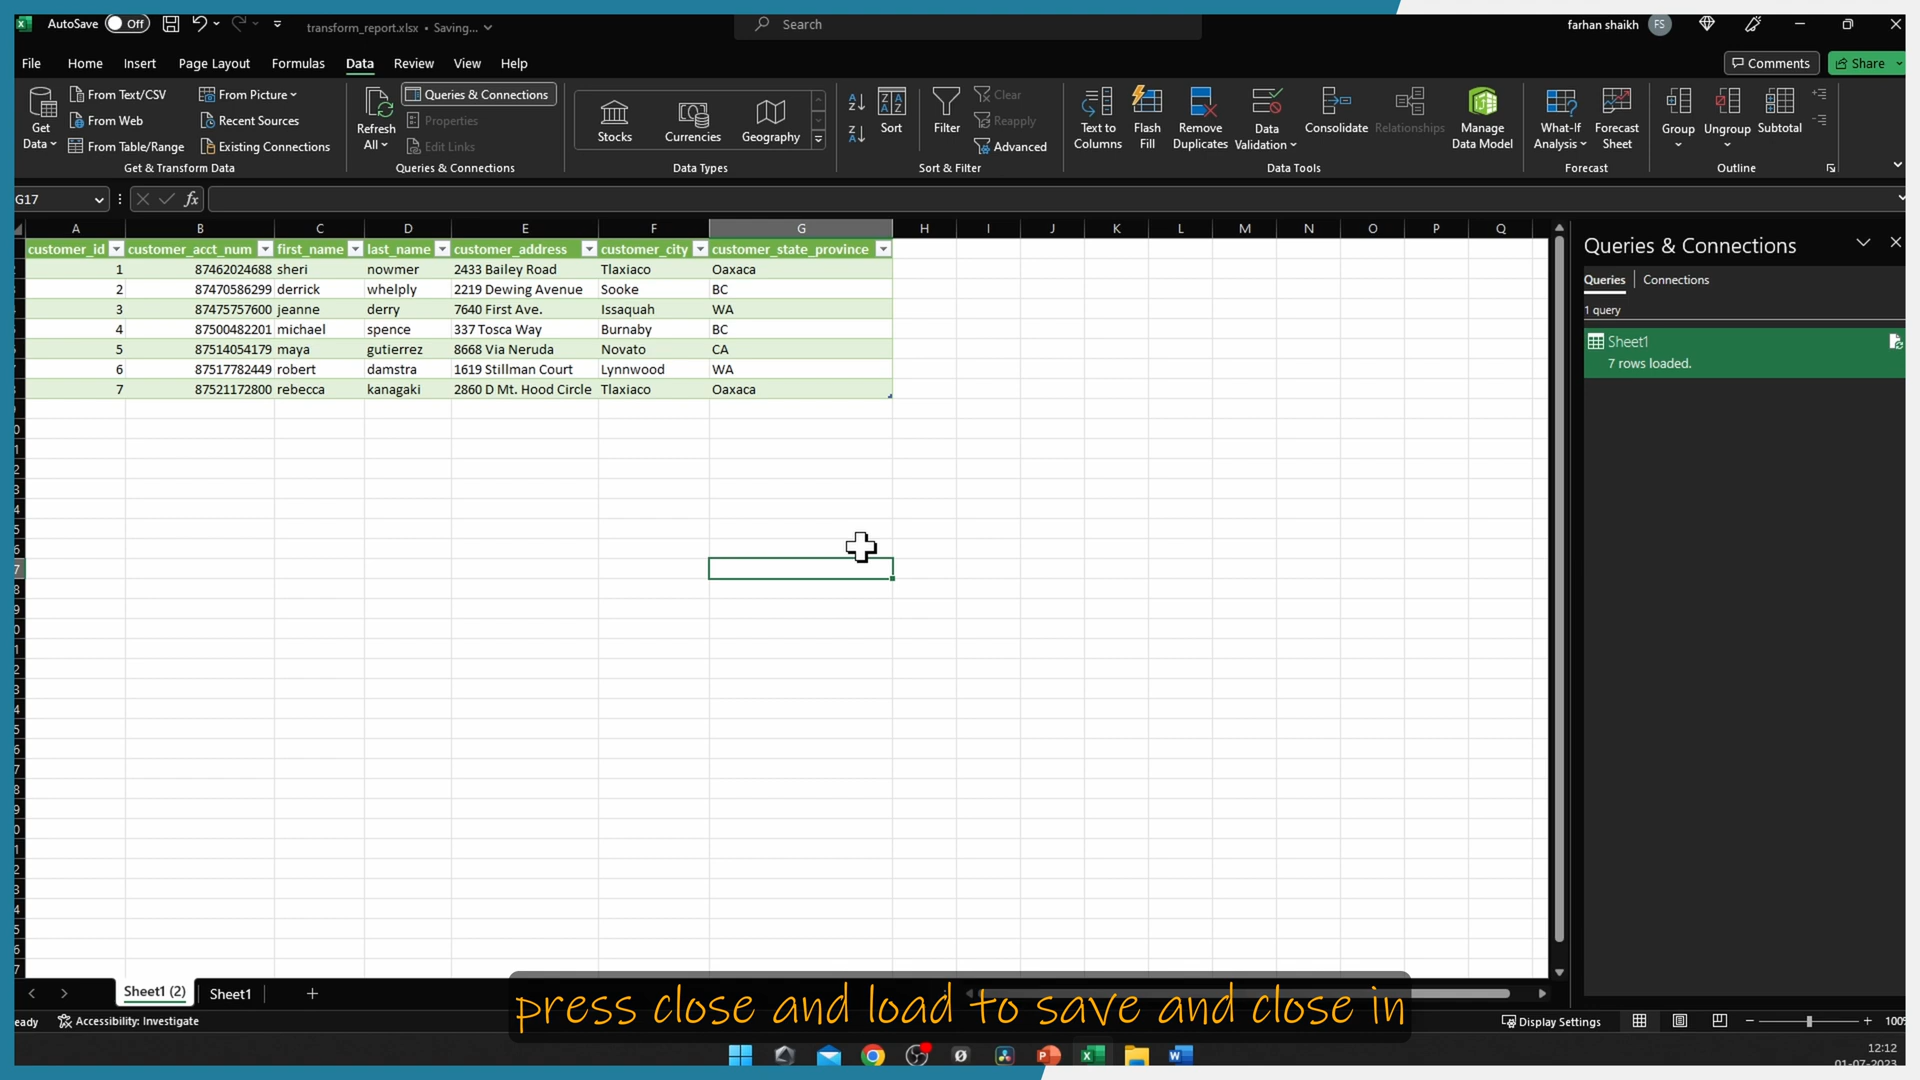 AutoSave Off transform_report.xlsx • Saving... Search farhan shaikh FS
File Home Insert Page Layout Formulas Data Review View Help Comments Share
Get Data
From Text/CSV
From Web
From Table/Range
From Picture
Recent Sources
Existing Connections
Get & Transform Data
Refresh All
Queries & Connections
Properties
Edit Links
Queries & Connections
Stocks Currencies Geography
Data Types
Sort
Filter
Clear
Reapply
Advanced
Sort & Filter
Text to Columns
Flash Fill
Remove Duplicates
Data Validation
Consolidate
Relationships
Manage Data Model
Data Tools
What-If Analysis
Forecast Sheet
Forecast
Group
Ungroup
Subtotal
Outline
G17 fx
A B C D E F G H I J K L M N O P Q
customer_id customer_acct_num first_name last_name customer_address customer_city customer_state_province
1 87462024688 sheri nowmer 2433 Bailey Road Tlaxiaco Oaxaca
2 87470586299 derrick whelply 2219 Dewing Avenue Sooke BC
3 87475757600 jeanne derry 7640 First Ave. Issaquah WA
4 87500482201 michael spence 337 Tosca Way Burnaby BC
5 87514054179 maya gutierrez 8668 Via Neruda Novato CA
6 87517782449 robert damstra 1619 Stillman Court Lynnwood WA
7 87521172800 rebecca kanagaki 2860 D Mt. Hood Circle Tlaxiaco Oaxaca
Queries & Connections
Queries Connections
1 query
Sheet1
7 rows loaded.
Sheet1 (2) Sheet1
press close and load to save and close in
eady Accessibility: Investigate Display Settings 100%
12:12
01-07-2023